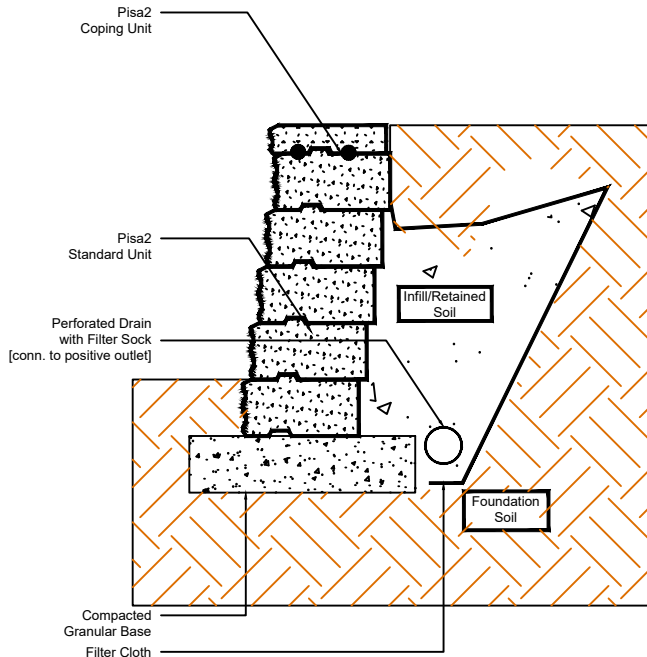 Pisa2
Coping Unit
Pisa2
Standard Unit
Infill/Retained
Soil
Perforated Drain
with Filter Sock
[conn. to positive outlet]
Foundation
Soil
Compacted
Granular Base
Filter Cloth